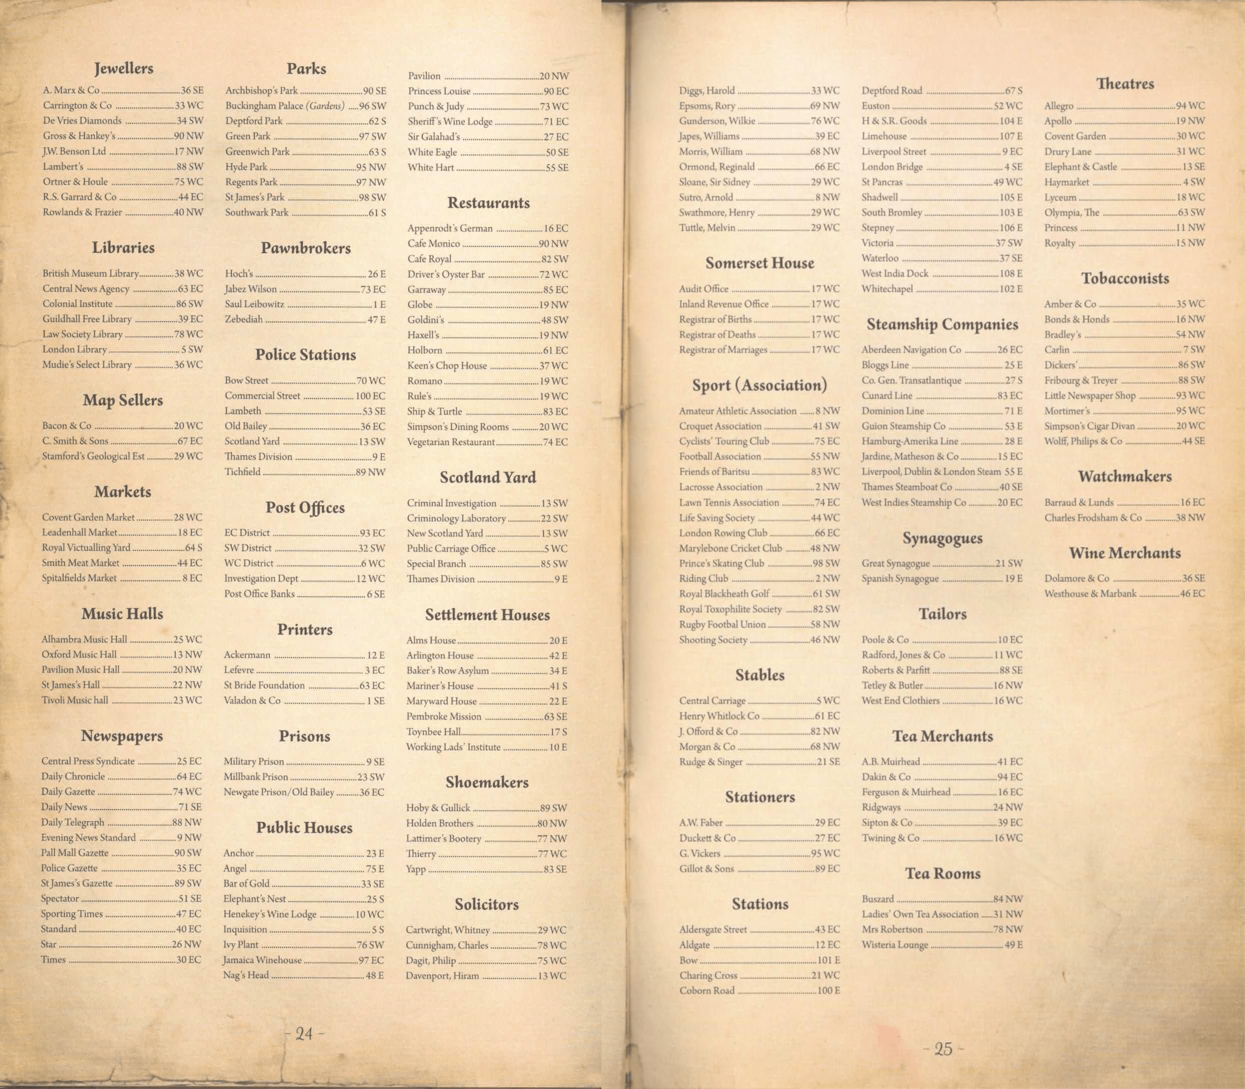 Jewellers
A. Marx & Co 36 SE
Carrington & Co 33 WC
De Vries Diamonds 34 SW
Gross & Hankey's 90 NW
J.W. Benson Ltd 17 NW
Lambert's 88 SW
Ortner & Houle 75 WC
R.S. Garrard & Co 44 EC
Rowlands & Frazier 40 NW
Libraries
British Museum Library 38 WC
Central News Agency 63 EC
Colonial Institute 86 SW
Guildhall Free Library 39 EC
Law Society Library 78 WC
London Library 5 SW
Mudie's Select Library 36 WC
Map Sellers
Bacon & Co 20 WC
C. Smith & Sons 67 EC
Stamford's Geological Est 29 WC
Markets
Covent Garden Market 28 WC
Leadenhall Market 18 EC
Royal Victualling Yard 64 S
Smith Meat Market 44 EC
Spitalfields Market 8 EC
Music Halls
Alhambra Music Hall 25 WC
Oxford Music Hall 13 NW
Pavilion Music Hall 20 NW
St James's Hall 22 NW
Tivoli Music hall 23 WC
Newspapers
Central Press Syndicate 25 EC
Daily Chronicle 64 EC
Daily Gazette 74 WC
Daily News 71 SE
Daily Telegraph 88 NW
Evening News Standard 9 NW
Pall Mall Gazette 90 SW
Police Gazette 35 EC
St James's Gazette 89 SW
Spectator 51 SE
Sporting Times 47 EC
Standard 40 EC
Star 26 NW
Times 30 EC
Parks
Archbishop's Park 90 SE
Buckingham Palace (Gardens) 96 SW
Deptford Park 62 S
Green Park 97 SW
Greenwich Park 63 S
Hyde Park 95 NW
Regents Park 97 NW
St James's Park 98 SW
Southwark Park 61 S
Pawnbrokers
Hoch's 26 E
Jabez Wilson 73 EC
Saul Leibowitz 1 E
Zebediah 47 E
Police Stations
Bow Street 70 WC
Commercial Street 100 EC
Lambeth 53 SE
Old Bailey 36 EC
Scotland Yard 13 SW
Thames Division 9 E
Tichfield 89 NW
Post Offices
EC District 93 EC
SW District 32 SW
WC District 6 WC
Investigation Dept 12 WC
Post Office Banks 6 SE
Printers
Ackermann 12 E
Lefevre 3 EC
St Bride Foundation 63 EC
Valadon & Co 1 SE
Prisons
Military Prison 9 SE
Millbank Prison 23 SW
Newgate Prison/Old Bailey 36 EC
Public Houses
Anchor 23 E
Angel 75 E
Bar of Gold 33 SE
Elephant's Nest 25 S
Henekey's Wine Lodge 10 WC
Inquisition 5 S
Ivy Plant 76 SW
Jamaica Winehouse 97 EC
Nag's Head 48 E
Pavilion 20 NW
Princess Louise 90 EC
Punch & Judy 73 WC
Sheriff's Wine Lodge 71 EC
Sir Galahad's 27 EC
White Eagle 50 SE
White Hart 55 SE
Restaurants
Appenrodt's German 16 EC
Cafe Monico 90 NW
Cafe Royal 82 SW
Driver's Oyster Bar 72 WC
Garraway 85 EC
Globe 19 NW
Goldini's 48 SW
Haxell's 19 NW
Holborn 61 EC
Keen's Chop House 37 WC
Romano 19 WC
Rule's 19 WC
Ship & Turtle 83 EC
Simpson's Dining Rooms 20 WC
Vegetarian Restaurant 74 EC
Scotland Yard
Criminal Investigation 13 SW
Criminology Laboratory 22 SW
New Scotland Yard 13 SW
Public Carriage Office 5 WC
Special Branch 85 SW
Thames Division 9 E
Settlement Houses
Alms House 20 E
Arlington House 42 E
Baker's Row Asylum 34 E
Mariner's House 41 S
Maryward House 22 E
Pembroke Mission 63 SE
Toynbee Hall 17 S
Working Lads' Institute 10 E
Shoemakers
Hoby & Gullick 89 SW
Holden Brothers 80 NW
Lattimer's Bootery 77 NW
Thierry 77 WC
Yapp 83 SE
Solicitors
Cartwright, Whitney 29 WC
Cunnigham, Charles 78 WC
Dagit, Philip 75 WC
Davenport, Hiram 13 WC
- 24 -
Diggs, Harold 33 WC
Epsoms, Rory 69 NW
Gunderson, Wilkie 76 WC
Japes, Williams 39 EC
Morris, William 68 NW
Ormond, Reginald 66 EC
Sloane, Sir Sidney 29 WC
Sutro, Arnold 8 NW
Swathmore, Henry 29 WC
Tuttle, Melvin 29 WC
Somerset House
Audit Office 17 WC
Inland Revenue Office 17 WC
Registrar of Births 17 WC
Registrar of Deaths 17 WC
Registrar of Marriages 17 WC
Sport (Association)
Amateur Athletic Association 8 NW
Croquet Association 41 SW
Cyclists' Touring Club 75 EC
Football Association 55 NW
Friends of Baritsu 83 WC
Lacrosse Association 2 NW
Lawn Tennis Association 74 EC
Life Saving Society 44 WC
London Rowing Club 66 EC
Marylebone Cricket Club 48 NW
Prince's Skating Club 98 SW
Riding Club 2 NW
Royal Blackheath Golf 61 SW
Royal Toxophilite Society 82 SW
Rugby Footbal Union 58 NW
Shooting Society 46 NW
Stables
Central Carriage 5 WC
Henry Whitlock Co 61 EC
J. Offord & Co 82 NW
Morgan & Co 68 NW
Rudge & Singer 21 SE
Stationers
A.W. Faber 29 EC
Duckett & Co 27 EC
G. Vickers 95 WC
Gillot & Sons 89 EC
Stations
Aldersgate Street 43 EC
Aldgate 12 EC
Bow 101 E
Charing Cross 21 WC
Coborn Road 100 E
Deptford Road 67 S
Euston 52 WC
H & S.R. Goods 104 E
Limehouse 107 E
Liverpool Street 9 EC
London Bridge 4 SE
St Pancras 49 WC
Shadwell 105 E
South Bromley 103 E
Stepney 106 E
Victoria 37 SW
Waterloo 37 SE
West India Dock 108 E
Whitechapel 102 E
Steamship Companies
Aberdeen Navigation Co 26 EC
Bloggs Line 25 E
Co. Gen. Transatlantique 27 S
Cunard Line 83 EC
Dominion Line 71 E
Guion Steamship Co 53 E
Hamburg-Amerika Line 28 E
Jardine, Matheson & Co 15 EC
Liverpool, Dublin & London Steam 55 E
Thames Steamboat Co 40 SE
West Indies Steamship Co 20 EC
Synagogues
Great Synagogue 21 SW
Spanish Synagogue 19 E
Tailors
Poole & Co 10 EC
Radford, Jones & Co 11 WC
Roberts & Parfitt 88 SE
Tetley & Butler 16 NW
West End Clothiers 16 WC
Tea Merchants
A.B. Muirhead 41 EC
Dakin & Co 94 EC
Ferguson & Muirhead 16 EC
Ridgways 24 NW
Sipton & Co 39 EC
Twining & Co 16 WC
Tea Rooms
Buszard 84 NW
Ladies' Own Tea Association 31 NW
Mrs Robertson 78 NW
Wisteria Lounge 49 E
Theatres
Allegro 94 WC
Apollo 19 NW
Covent Garden 30 WC
Drury Lane 31 WC
Elephant & Castle 13 SE
Haymarket 4 SW
Lyceum 18 WC
Olympia, The 63 SW
Princess 11 NW
Royalty 15 NW
Tobacconists
Amber & Co 35 WC
Bonds & Honds 16 NW
Bradley's 54 NW
Carlin 7 SW
Dickers' 86 SW
Fribourg & Treyer 88 SW
Little Newspaper Shop 93 WC
Mortimer's 95 WC
Simpson's Cigar Divan 20 WC
Wolff, Philips & Co 44 SE
Watchmakers
Barraud & Lunds 16 EC
Charles Frodsham & Co 38 NW
Wine Merchants
Dolamore & Co 36 SE
Westhouse & Marbank 46 EC
- 25 -